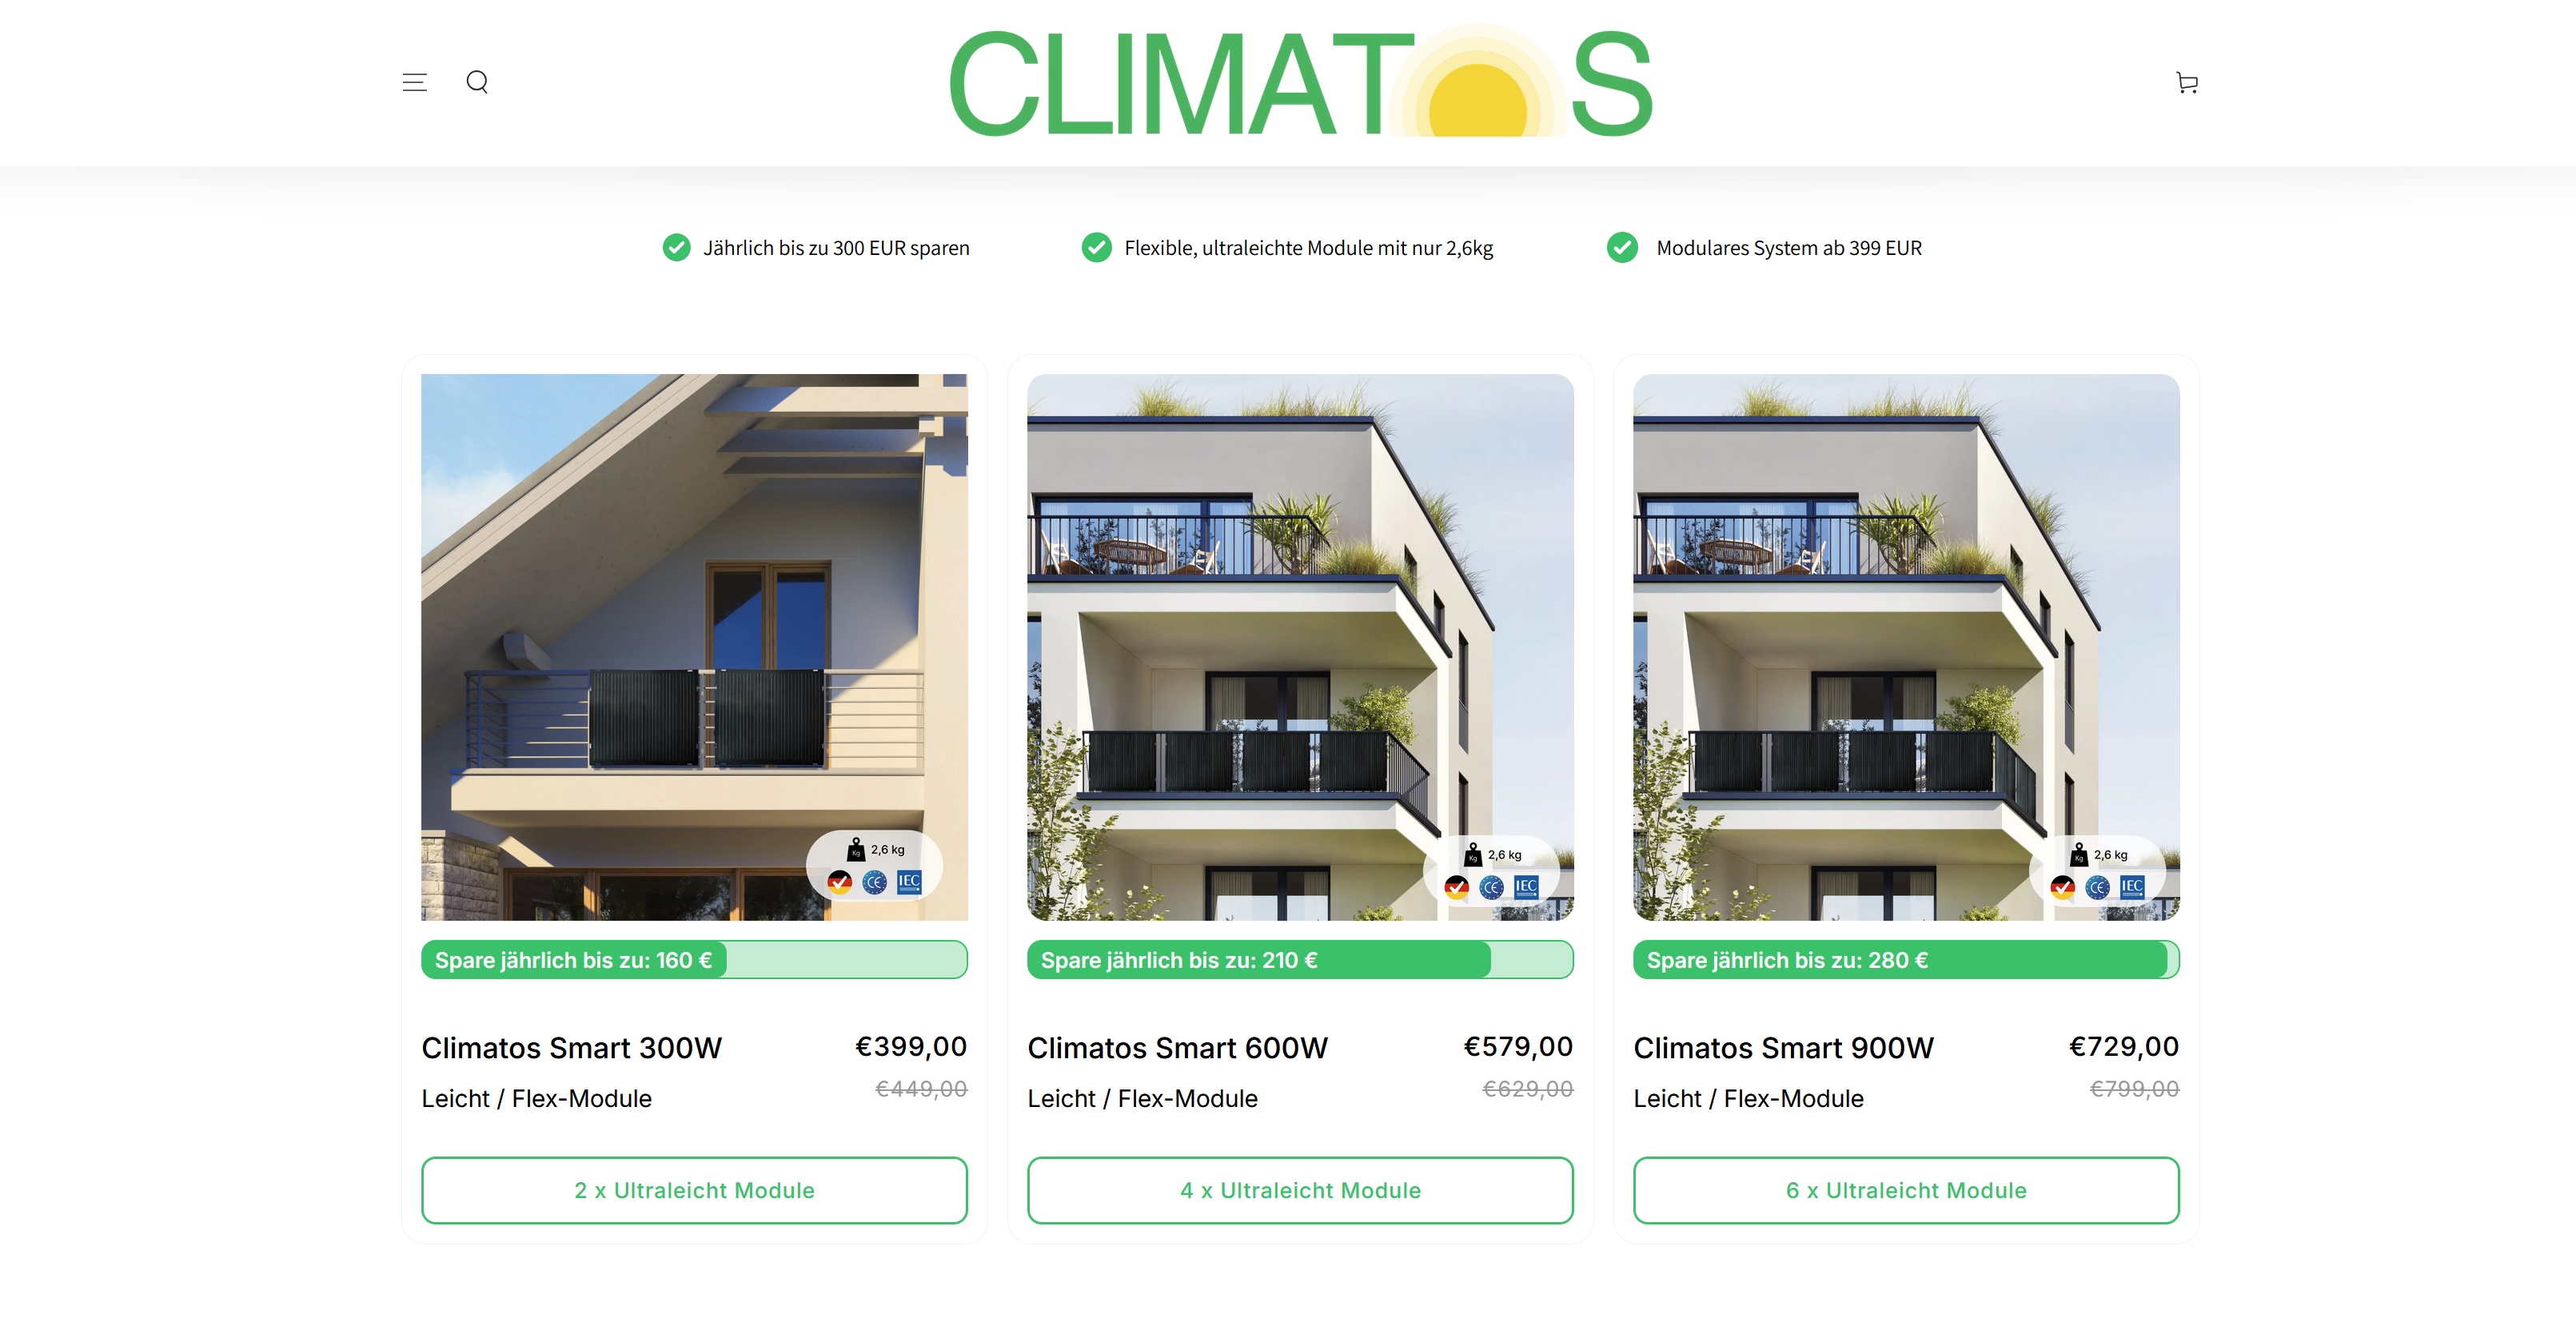 CLIMATOS
Jährlich bis zu 300 EUR sparen
Flexible, ultraleichte Module mit nur 2,6kg
Modulares System ab 399 EUR
Kg 2,6 kg
CE IEC
Spare jährlich bis zu: 160 €
Climatos Smart 300W €399,00
€449,00
Leicht / Flex-Module
2 x Ultraleicht Module
Kg 2,6 kg
CE IEC
Spare jährlich bis zu: 210 €
Climatos Smart 600W €579,00
€629,00
Leicht / Flex-Module
4 x Ultraleicht Module
Kg 2,6 kg
CE IEC
Spare jährlich bis zu: 280 €
Climatos Smart 900W €729,00
€799,00
Leicht / Flex-Module
6 x Ultraleicht Module